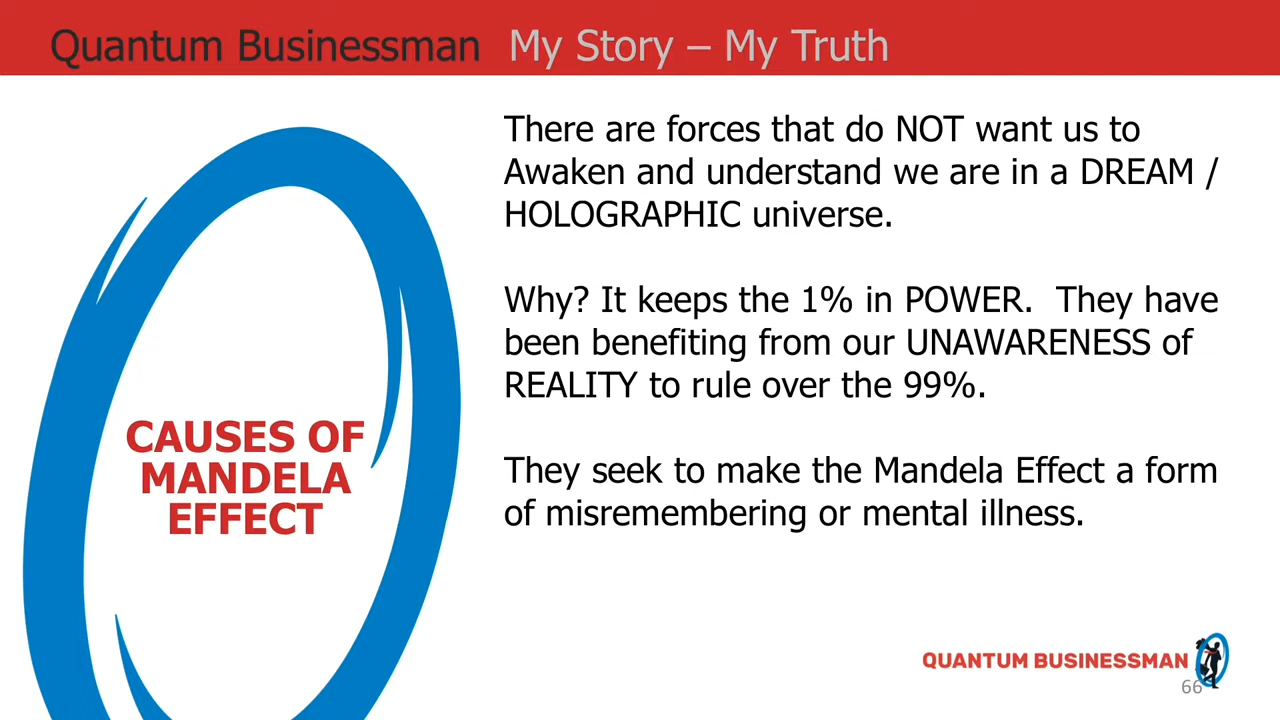 Quantum Businessman My Story – My Truth
There are forces that do NOT want us to
Awaken and understand we are in a DREAM /
HOLOGRAPHIC universe.
Why? It keeps the 1% in POWER. They have
been benefiting from our UNAWARENESS of
REALITY to rule over the 99%.
They seek to make the Mandela Effect a form
of misremembering or mental illness.
CAUSES OF
MANDELA
EFFECT
QUANTUM BUSINESSMAN
66